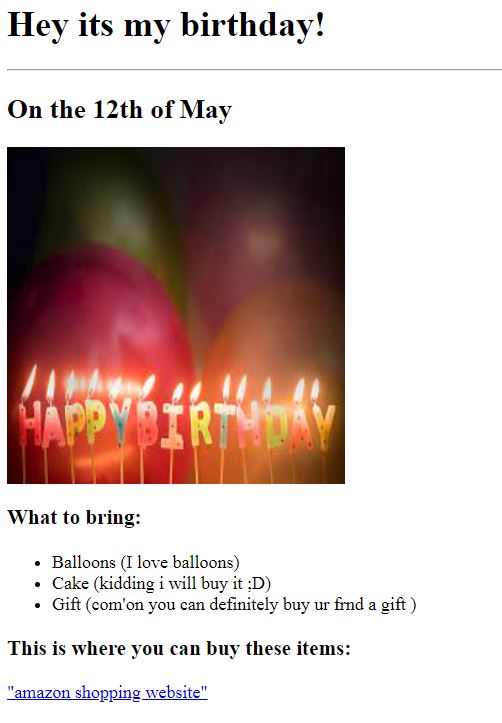 Hey its my birthday!
On the 12th of May
HAPPY BIRTHDAY
What to bring:
Balloons (I love balloons)
Cake (kidding i will buy it ;D)
Gift (com'on you can definitely buy ur frnd a gift )
This is where you can buy these items:
"amazon shopping website"